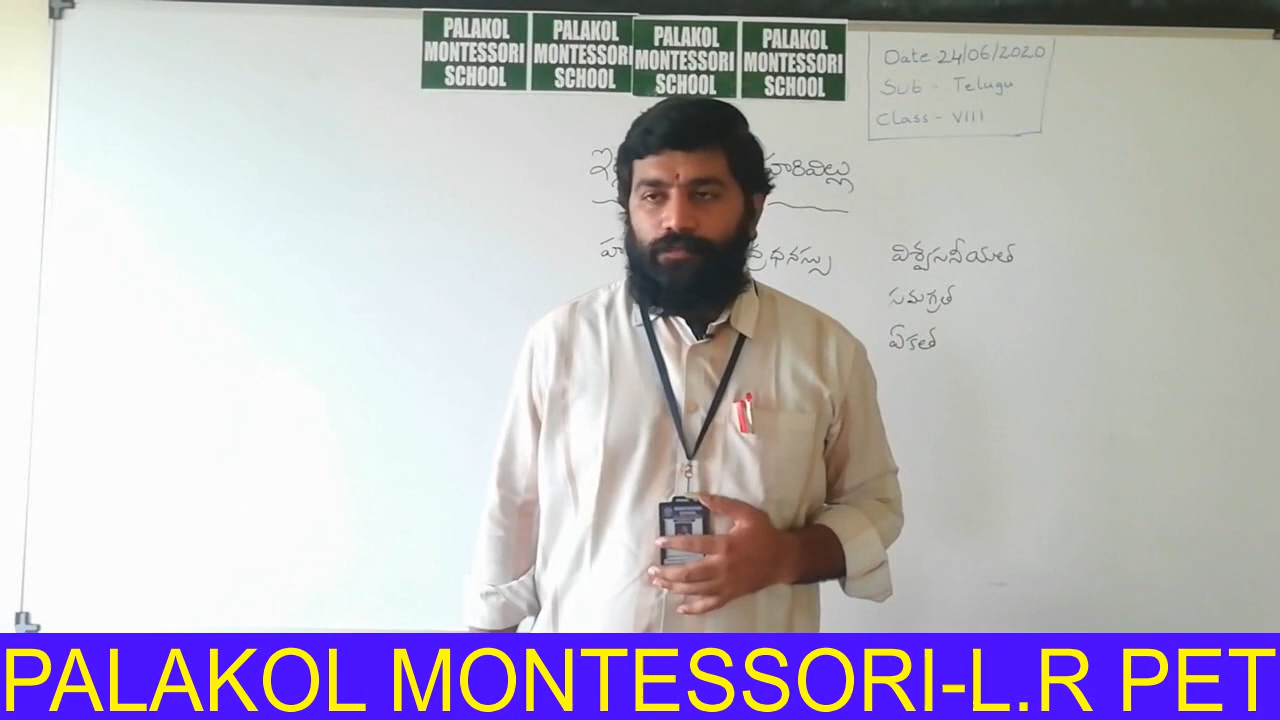 PALAKOL MONTESSORI SCHOOL
PALAKOL MONTESSORI SCHOOL
PALAKOL MONTESSORI SCHOOL
PALAKOL MONTESSORI SCHOOL
Date 24/06/2020
Sub - Telugu
Class - VIII
హరివిల్లు
విశ్వసనీయత
సమగ్రత
ఏకత
PALAKOL MONTESSORI-L.R PET